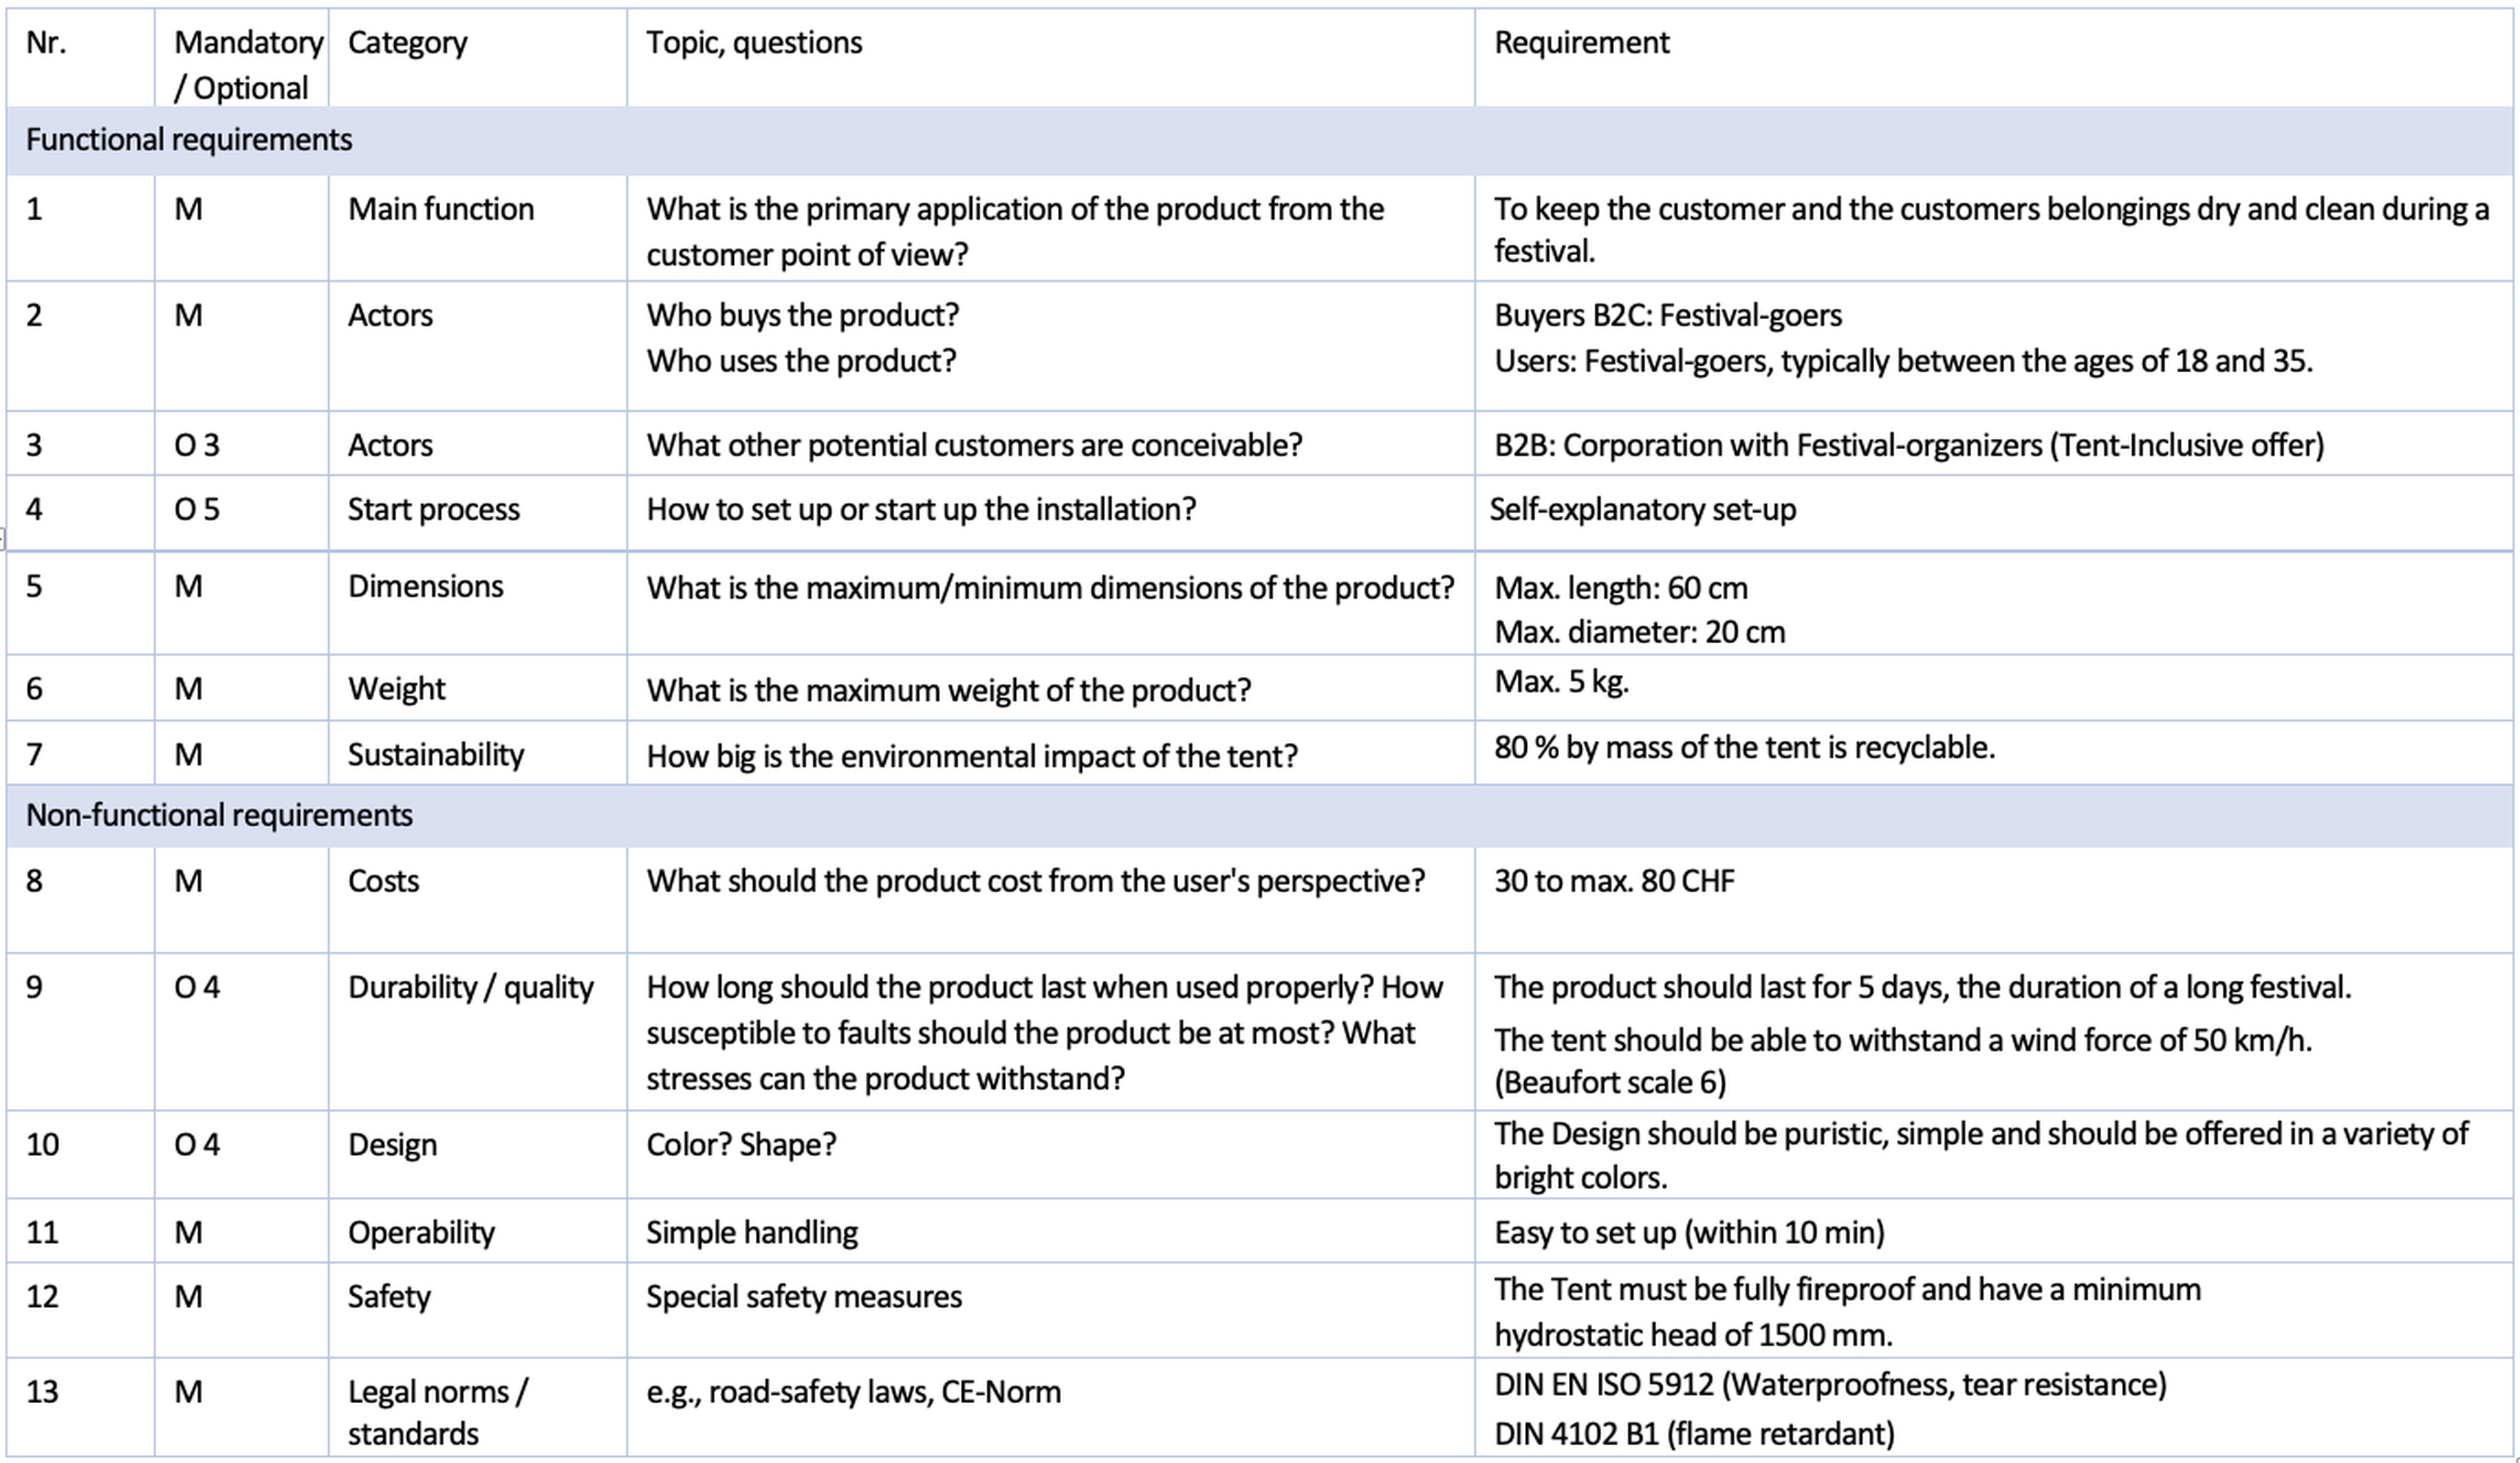 Nr.
Mandatory
/ Optional
Category
Topic, questions
Requirement
Functional requirements
1
M
Main function
What is the primary application of the product from the
customer point of view?
To keep the customer and the customers belongings dry and clean during a
festival.
2
M
Actors
Who buys the product?
Who uses the product?
Buyers B2C: Festival-goers
Users: Festival-goers, typically between the ages of 18 and 35.
3
O 3
Actors
What other potential customers are conceivable?
B2B: Corporation with Festival-organizers (Tent-Inclusive offer)
4
O 5
Start process
How to set up or start up the installation?
Self-explanatory set-up
5
M
Dimensions
What is the maximum/minimum dimensions of the product?
Max. length: 60 cm
Max. diameter: 20 cm
6
M
Weight
What is the maximum weight of the product?
Max. 5 kg.
7
M
Sustainability
How big is the environmental impact of the tent?
80 % by mass of the tent is recyclable.
Non-functional requirements
8
M
Costs
What should the product cost from the user's perspective?
30 to max. 80 CHF
9
O 4
Durability / quality
How long should the product last when used properly? How
susceptible to faults should the product be at most? What
stresses can the product withstand?
The product should last for 5 days, the duration of a long festival.
The tent should be able to withstand a wind force of 50 km/h.
(Beaufort scale 6)
10
O 4
Design
Color? Shape?
The Design should be puristic, simple and should be offered in a variety of
bright colors.
11
M
Operability
Simple handling
Easy to set up (within 10 min)
12
M
Safety
Special safety measures
The Tent must be fully fireproof and have a minimum
hydrostatic head of 1500 mm.
13
M
Legal norms /
standards
e.g., road-safety laws, CE-Norm
DIN EN ISO 5912 (Waterproofness, tear resistance)
DIN 4102 B1 (flame retardant)